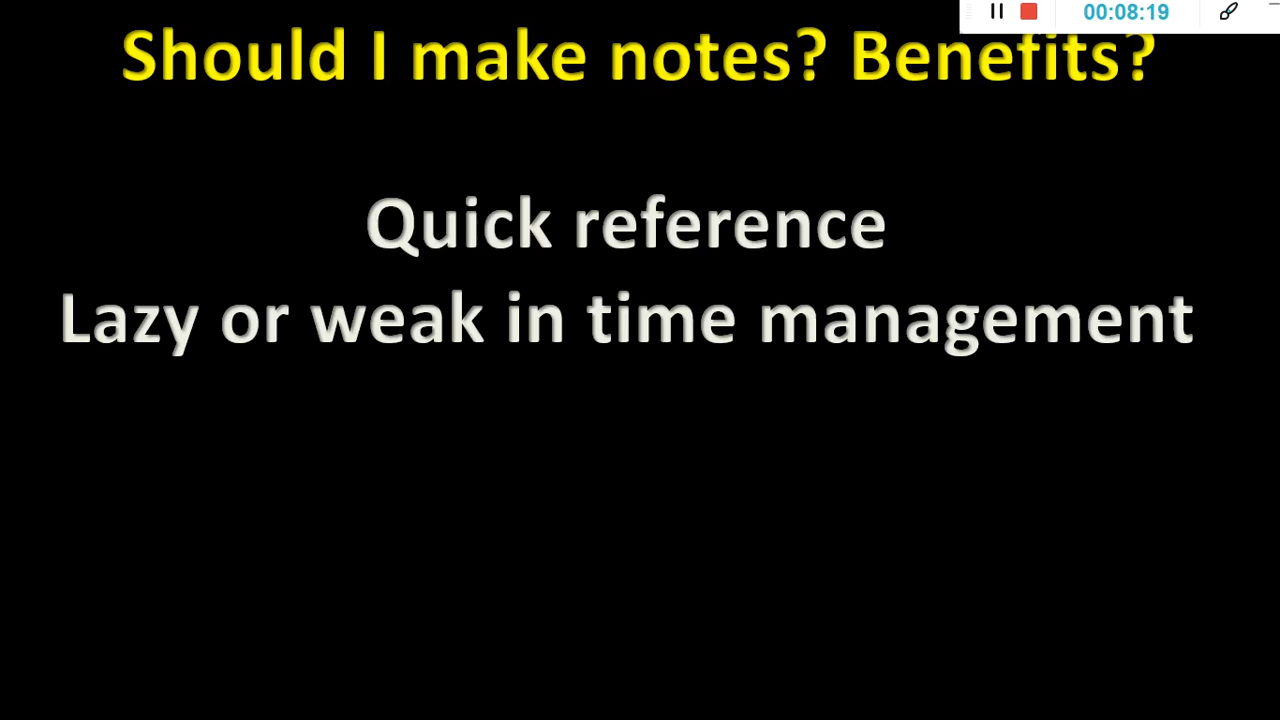 00:08:19
Should I make notes? Benefits?
Quick reference
Lazy or weak in time management